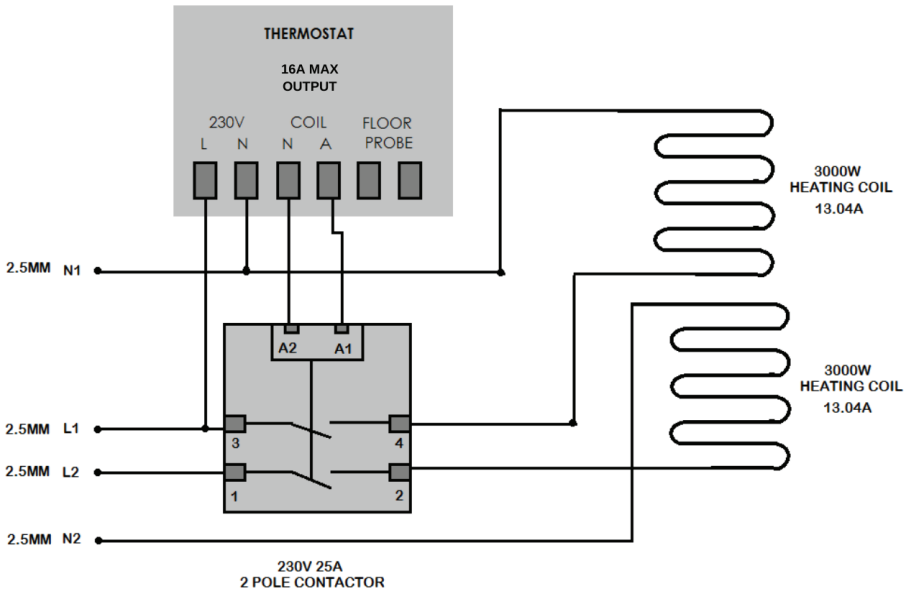 THERMOSTAT
16A MAX
OUTPUT
230V COIL FLOOR
L N N A PROBE
3000W
HEATING COIL
13.04A
2.5MM N1
A2 A1
3000W
HEATING COIL
13.04A
2.5MM L1
3 4
2.5MM L2
1 2
2.5MM N2
230V 25A
2 POLE CONTACTOR